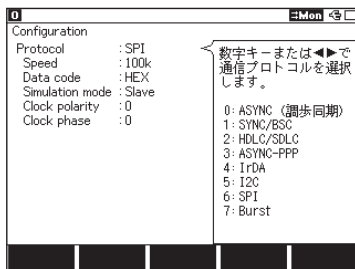 0 Mon
Configuration
Protocol :SPI
Speed :100k
Data code :HEX
Simulation mode :Slave
Clock polarity :0
Clock phase :0
数字キーまたは◀▶で
通信プロトコルを選択
します。
0: ASYNC (調歩同期)
1: SYNC/BSC
2: HDLC/SDLC
3: ASYNC-PPP
4: IrDA
5: I2C
6: SPI
7: Burst